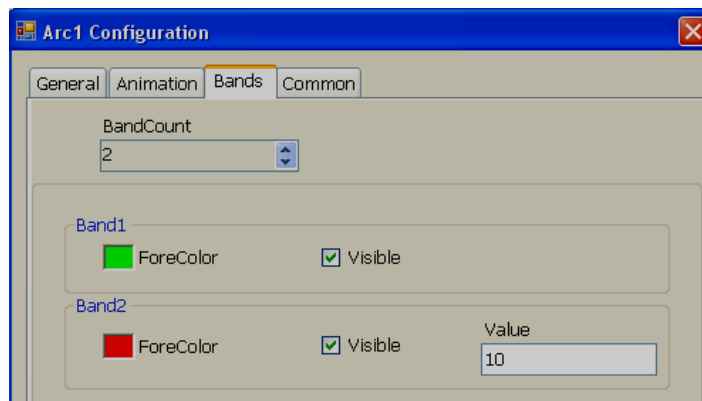 Arc1 Configuration
General Animation Bands Common
BandCount
2
Band1
ForeColor Visible
Band2
ForeColor Visible Value
10